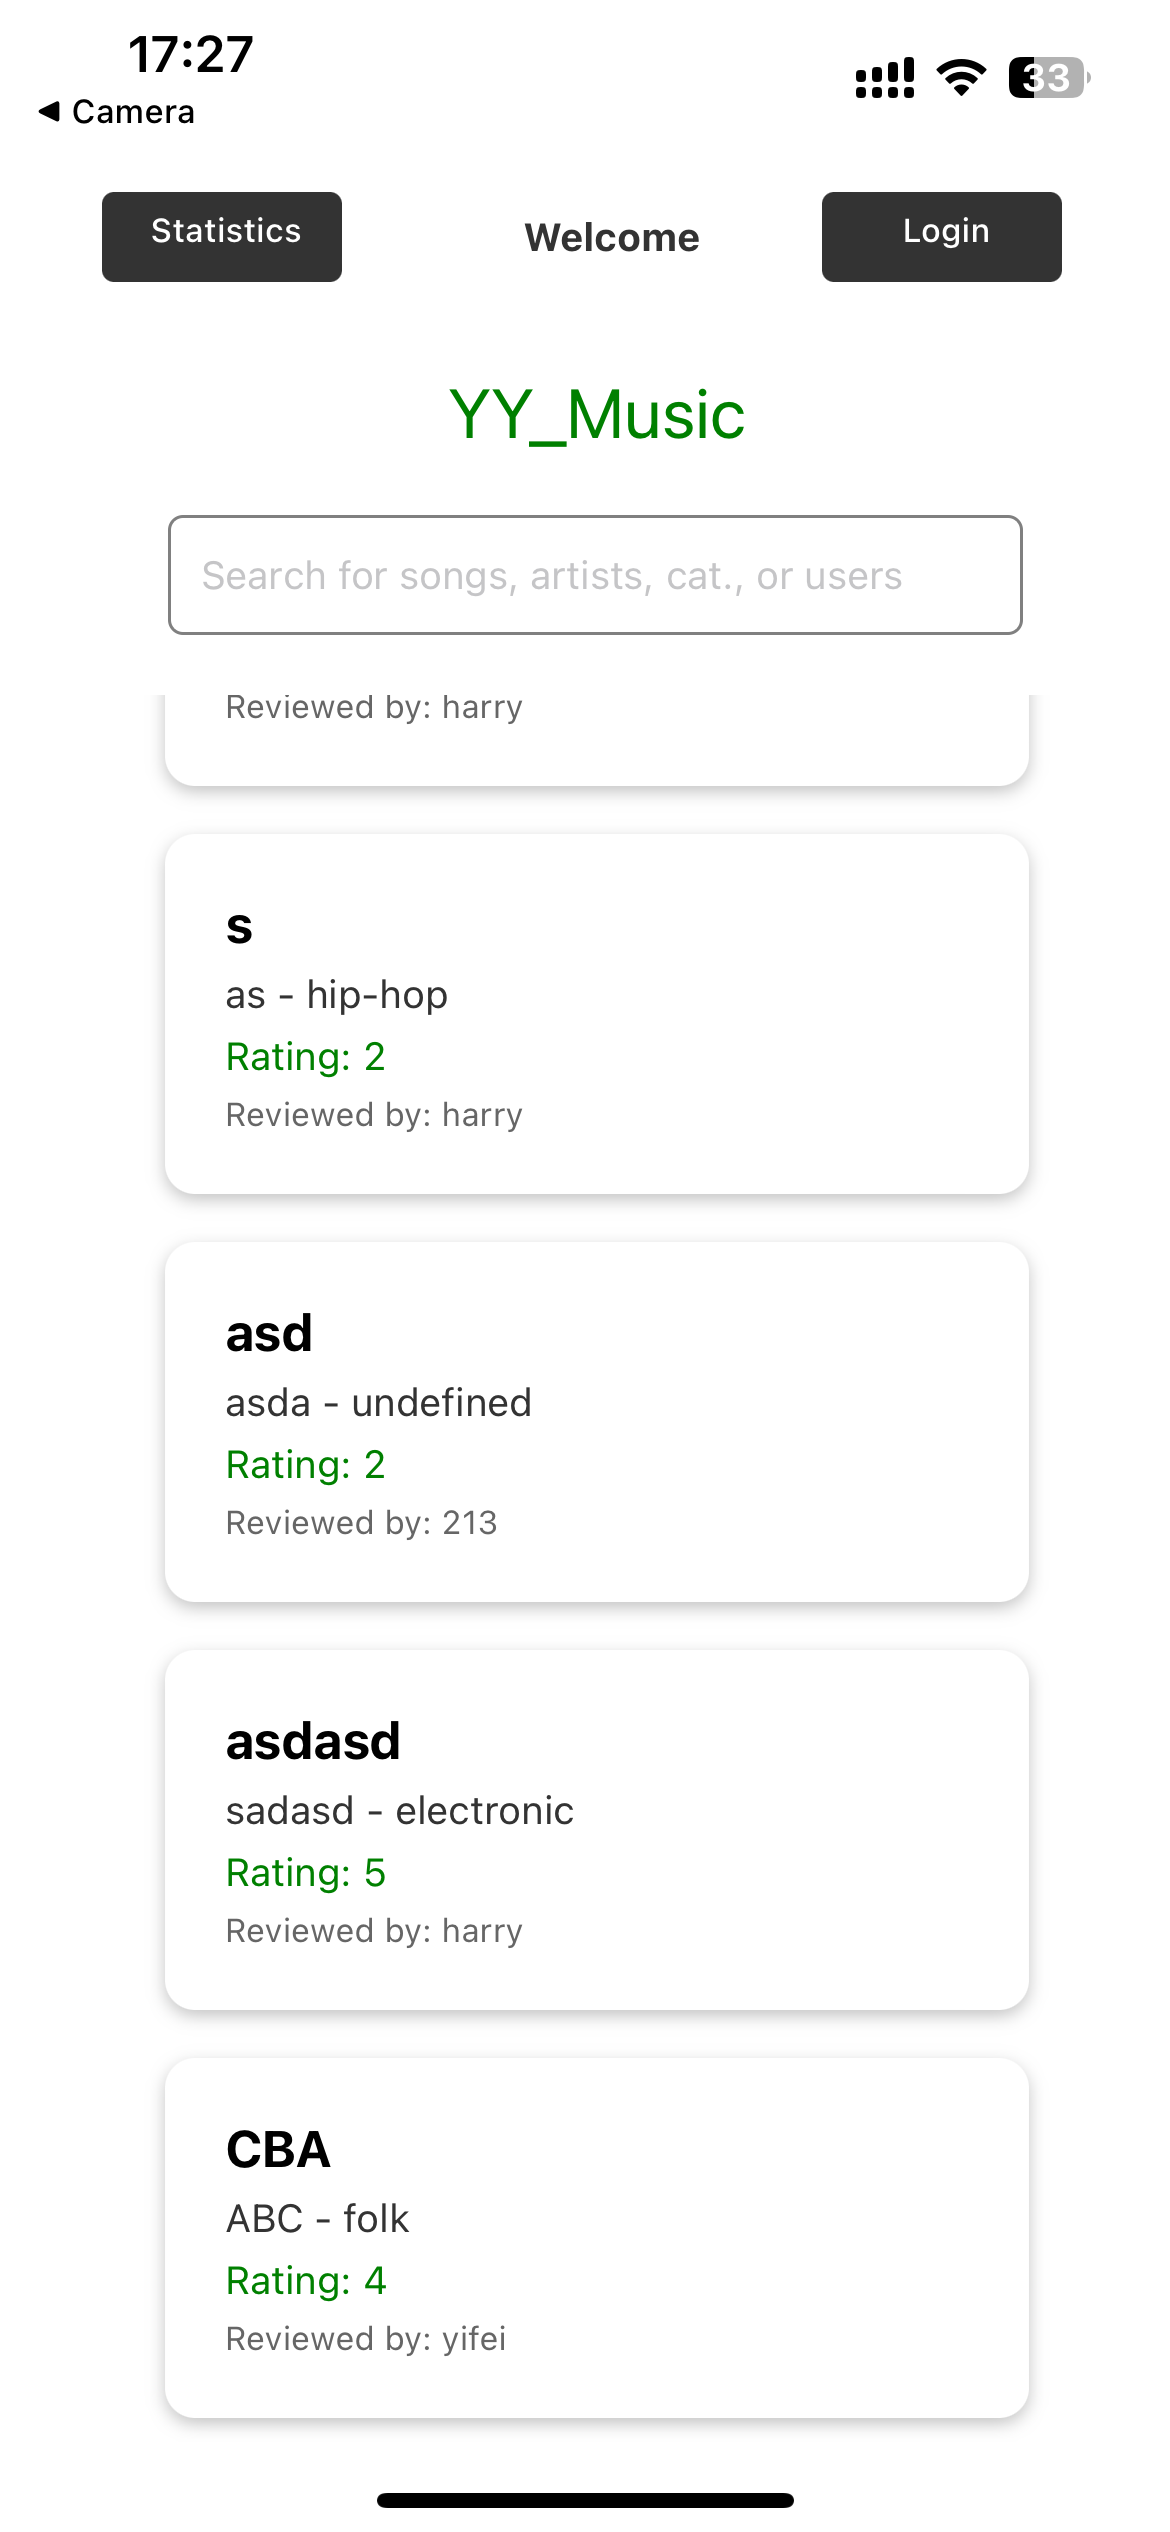 17:27
33
◀ Camera
Statistics
Welcome
Login
YY_Music
Search for songs, artists, cat., or users
Reviewed by: harry
s
as - hip-hop
Rating: 2
Reviewed by: harry
asd
asda - undefined
Rating: 2
Reviewed by: 213
asdasd
sadasd - electronic
Rating: 5
Reviewed by: harry
CBA
ABC - folk
Rating: 4
Reviewed by: yifei